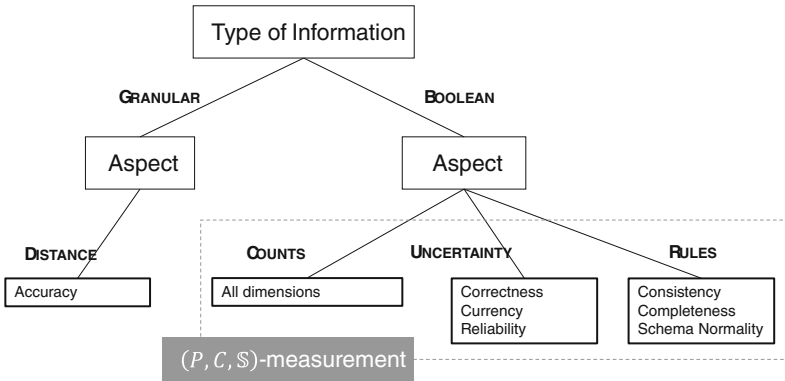 Type of Information
GRANULAR
BOOLEAN
Aspect
Aspect
DISTANCE
COUNTS
UNCERTAINTY
RULES
Accuracy
All dimensions
Correctness
Currency
Reliability
Consistency
Completeness
Schema Normality
(P, C, 𝕊)-measurement